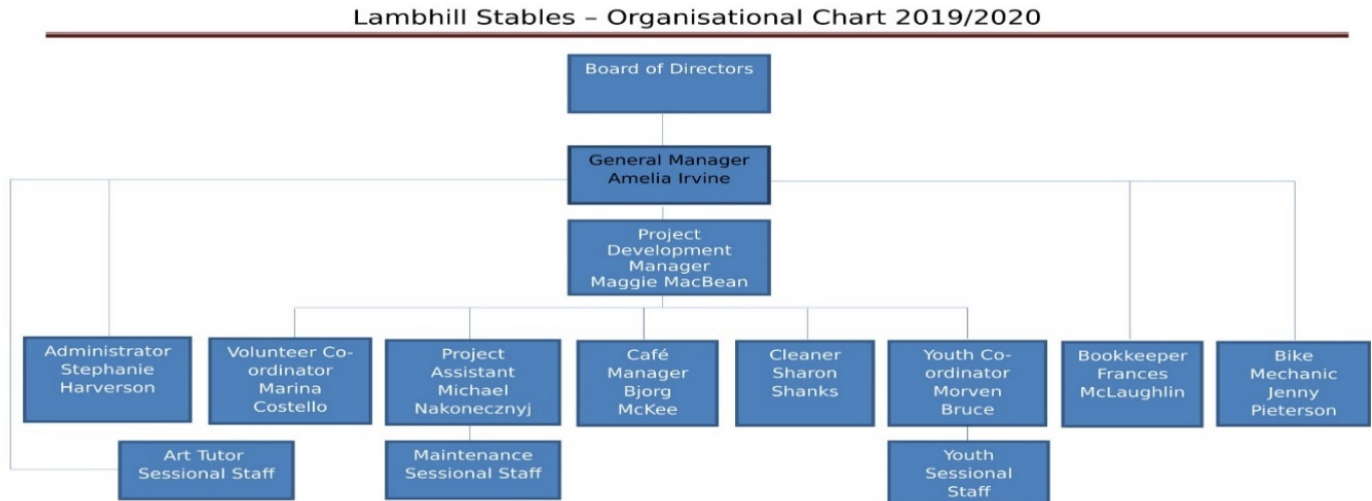 Lambhill Stables – Organisational Chart 2019/2020
Board of Directors
General Manager
Amelia Irvine
Project
Development
Manager
Maggie MacBean
Administrator
Stephanie
Harverson
Volunteer Co-
ordinator
Marina
Costello
Project
Assistant
Michael
Nakonecznyj
Café
Manager
Bjorg
McKee
Cleaner
Sharon
Shanks
Youth Co-
ordinator
Morven
Bruce
Bookkeeper
Frances
McLaughlin
Bike
Mechanic
Jenny
Pieterson
Art Tutor
Sessional Staff
Maintenance
Sessional Staff
Youth
Sessional
Staff